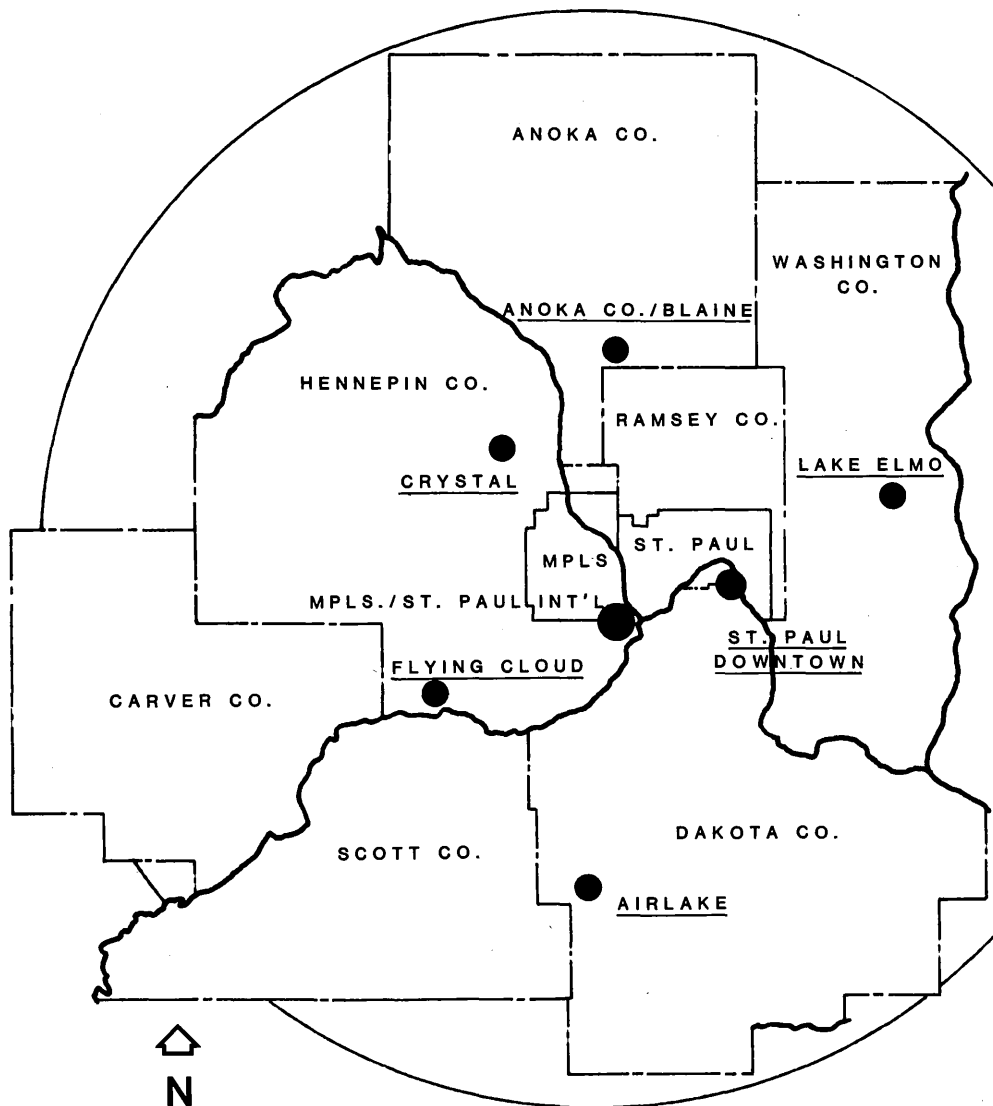 ANOKA CO.
WASHINGTON
CO.
ANOKA CO./BLAINE
HENNEPIN CO.
RAMSEY CO.
LAKE ELMO
CRYSTAL
ST. PAUL
MPLS
MPLS./ST. PAUL INT'L
ST. PAUL
DOWNTOWN
FLYING CLOUD
CARVER CO.
DAKOTA CO.
SCOTT CO.
AIRLAKE
N